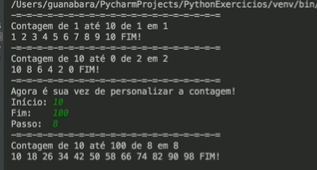 /Users/guanabara/PycharmProjects/PythonExercicios/venv/bin/
-=-=-=-=-=-=-=-=-=-=-=-=-=-=-=-=-=-=-=-=
Contagem de 1 até 10 de 1 em 1
1 2 3 4 5 6 7 8 9 10 FIM!
-=-=-=-=-=-=-=-=-=-=-=-=-=-=-=-=-=-=-=-=
Contagem de 10 até 0 de 2 em 2
10 8 6 4 2 0 FIM!
-=-=-=-=-=-=-=-=-=-=-=-=-=-=-=-=-=-=-=-=
Agora é sua vez de personalizar a contagem!
Início: 10
Fim:    100
Passo:  8
-=-=-=-=-=-=-=-=-=-=-=-=-=-=-=-=-=-=-=-=
Contagem de 10 até 100 de 8 em 8
10 18 26 34 42 50 58 66 74 82 90 98 FIM!